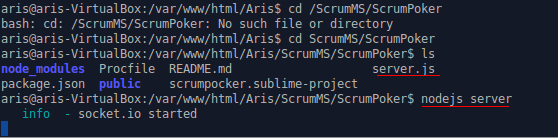 aris@aris-VirtualBox:/var/www/html/Aris$ cd /ScrumMS/ScrumPoker
bash: cd: /ScrumMS/ScrumPoker: No such file or directory
aris@aris-VirtualBox:/var/www/html/Aris$ cd ScrumMS/ScrumPoker
aris@aris-VirtualBox:/var/www/html/Aris/ScrumMS/ScrumPoker$ ls
node_modules Procfile README.md server.js
package.json public scrumpocker.sublime-project
aris@aris-VirtualBox:/var/www/html/Aris/ScrumMS/ScrumPoker$ nodejs server
info - socket.io started